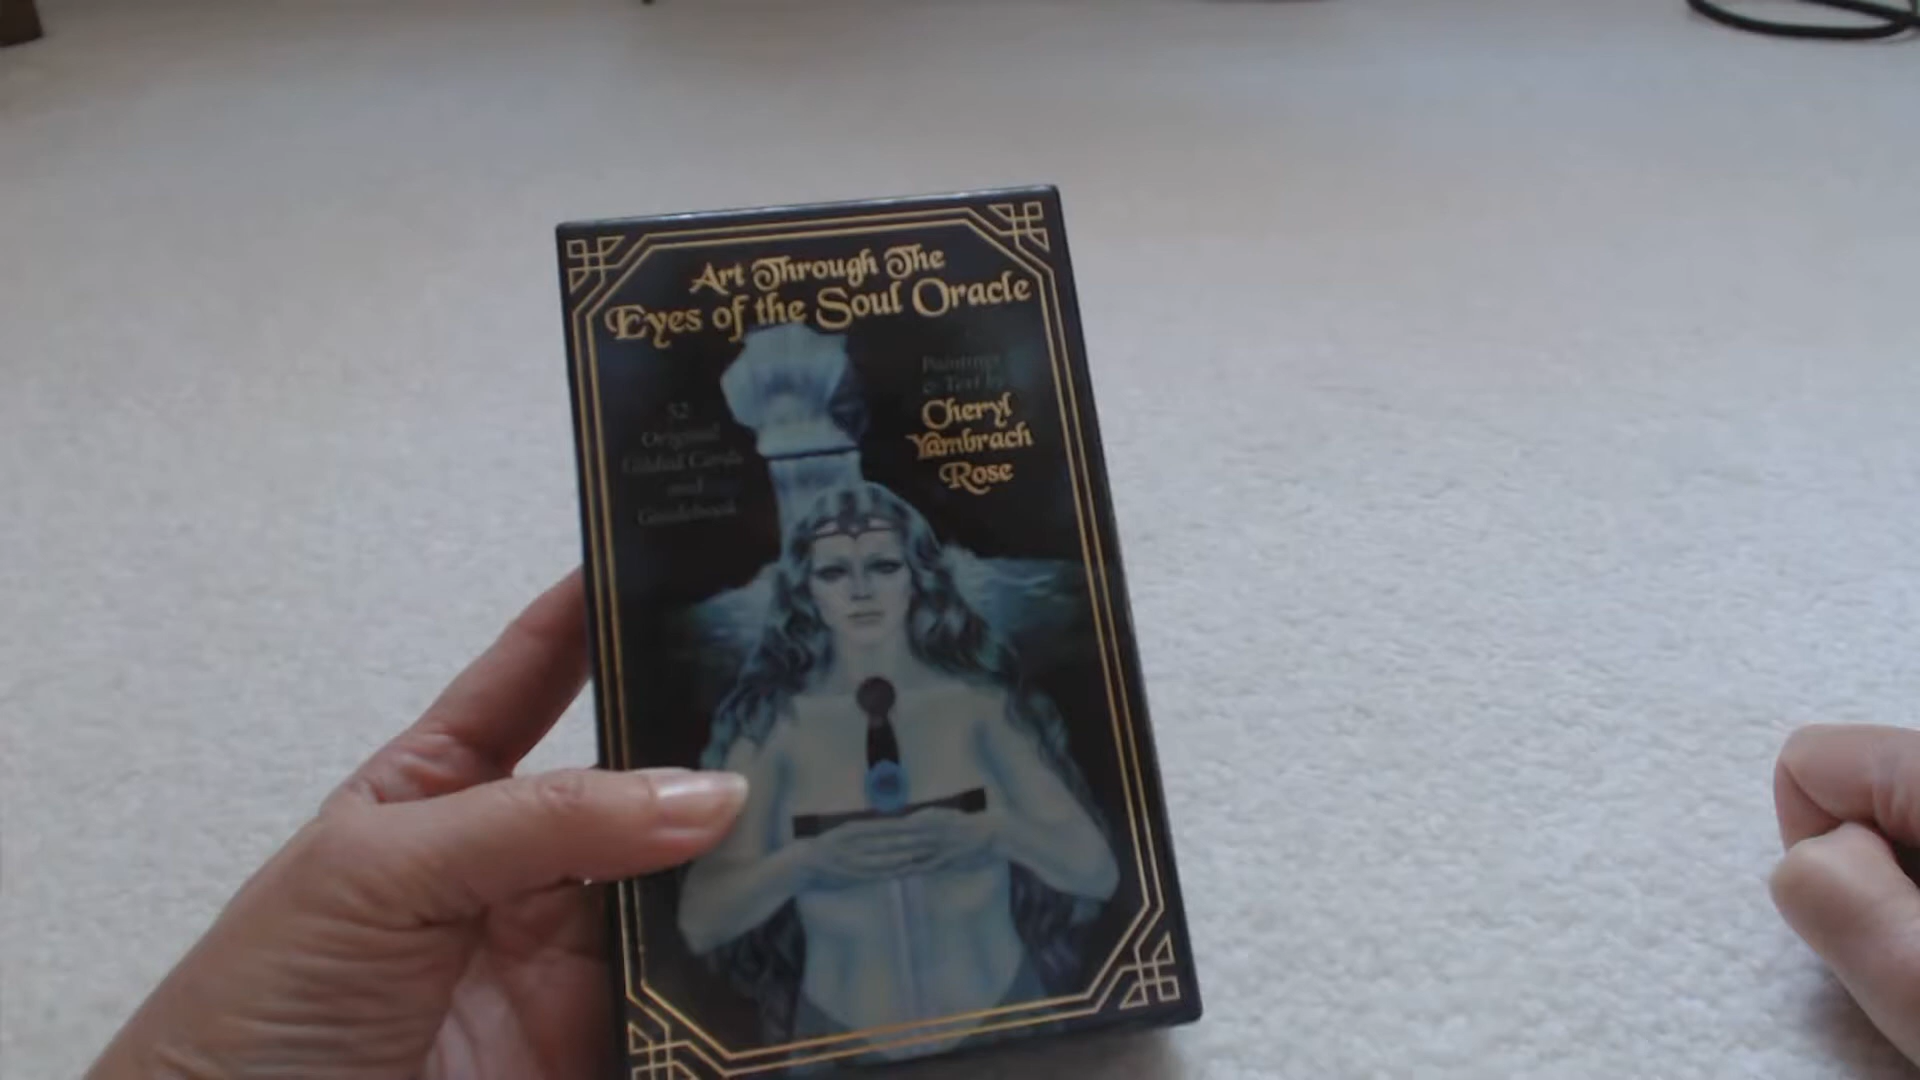 Art Through The
Eyes of the Soul Oracle
Paintings
& Text by
Cheryl
Yambrach
Rose
52
Original
Gilded Cards
and
Guidebook